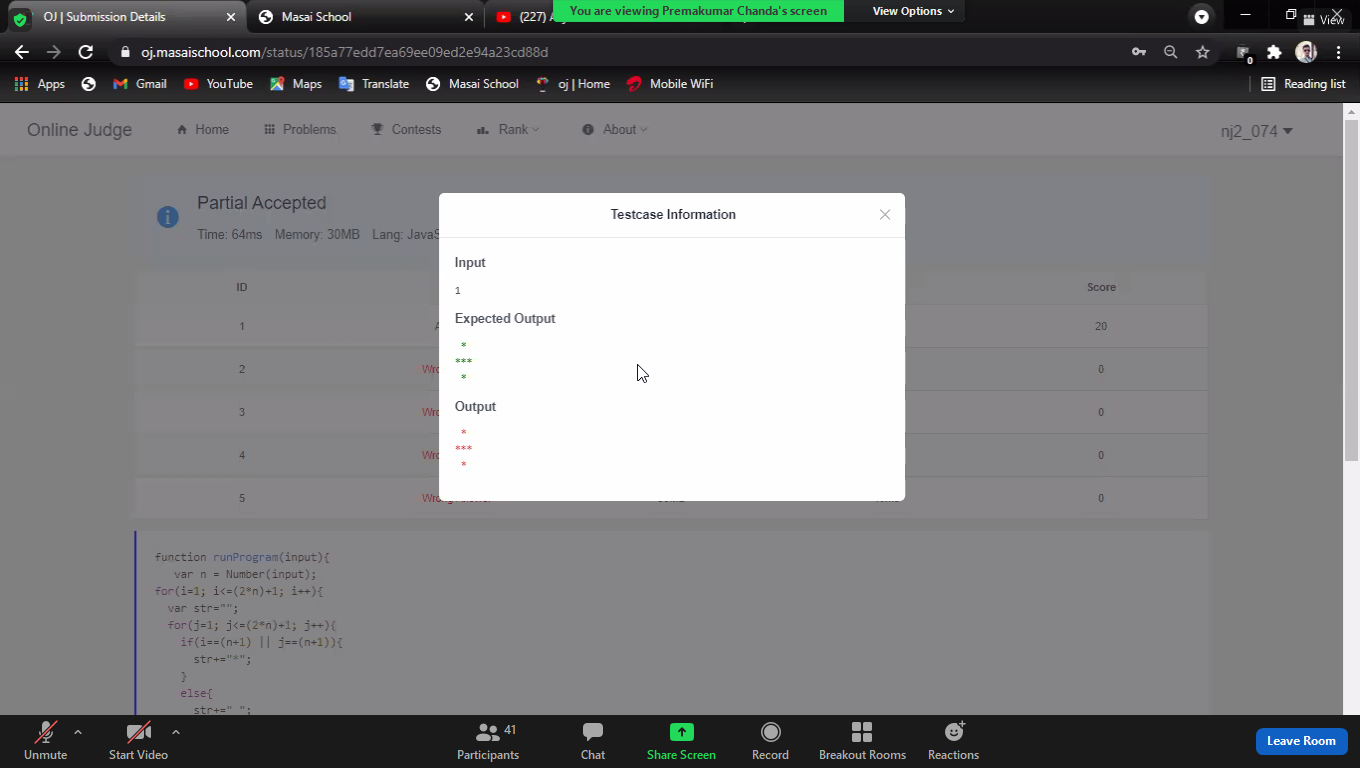 OJ | Submission Details
Masai School
(227) A
You are viewing Premakumar Chanda's screen
View Options
View
oj.masaischool.com/status/185a77edd7ea69ee09ed2e94a23cd88d
0
Apps
Gmail
YouTube
Maps
Translate
Masai School
oj | Home
Mobile WiFi
Reading list
Online Judge
Home
Problems
Contests
Rank
About
nj2_074
Partial Accepted
Time: 64ms Memory: 30MB Lang: JavaS
Testcase Information
Input
1
Expected Output
*
***
*
Output
*
***
*
ID
Score
1
A
20
2
Wro
0
3
Wro
0
4
Wro
0
5
Wrong Answer
0
function runProgram(input){
var n = Number(input);
for(i=1; i<=(2*n)+1; i++){
var str="";
for(j=1; j<=(2*n)+1; j++){
if(i==(n+1) || j==(n+1)){
str+="*";
}
else{
str+=" ";
Unmute
Start Video
Participants
41
Chat
Share Screen
Record
Breakout Rooms
Reactions
Leave Room